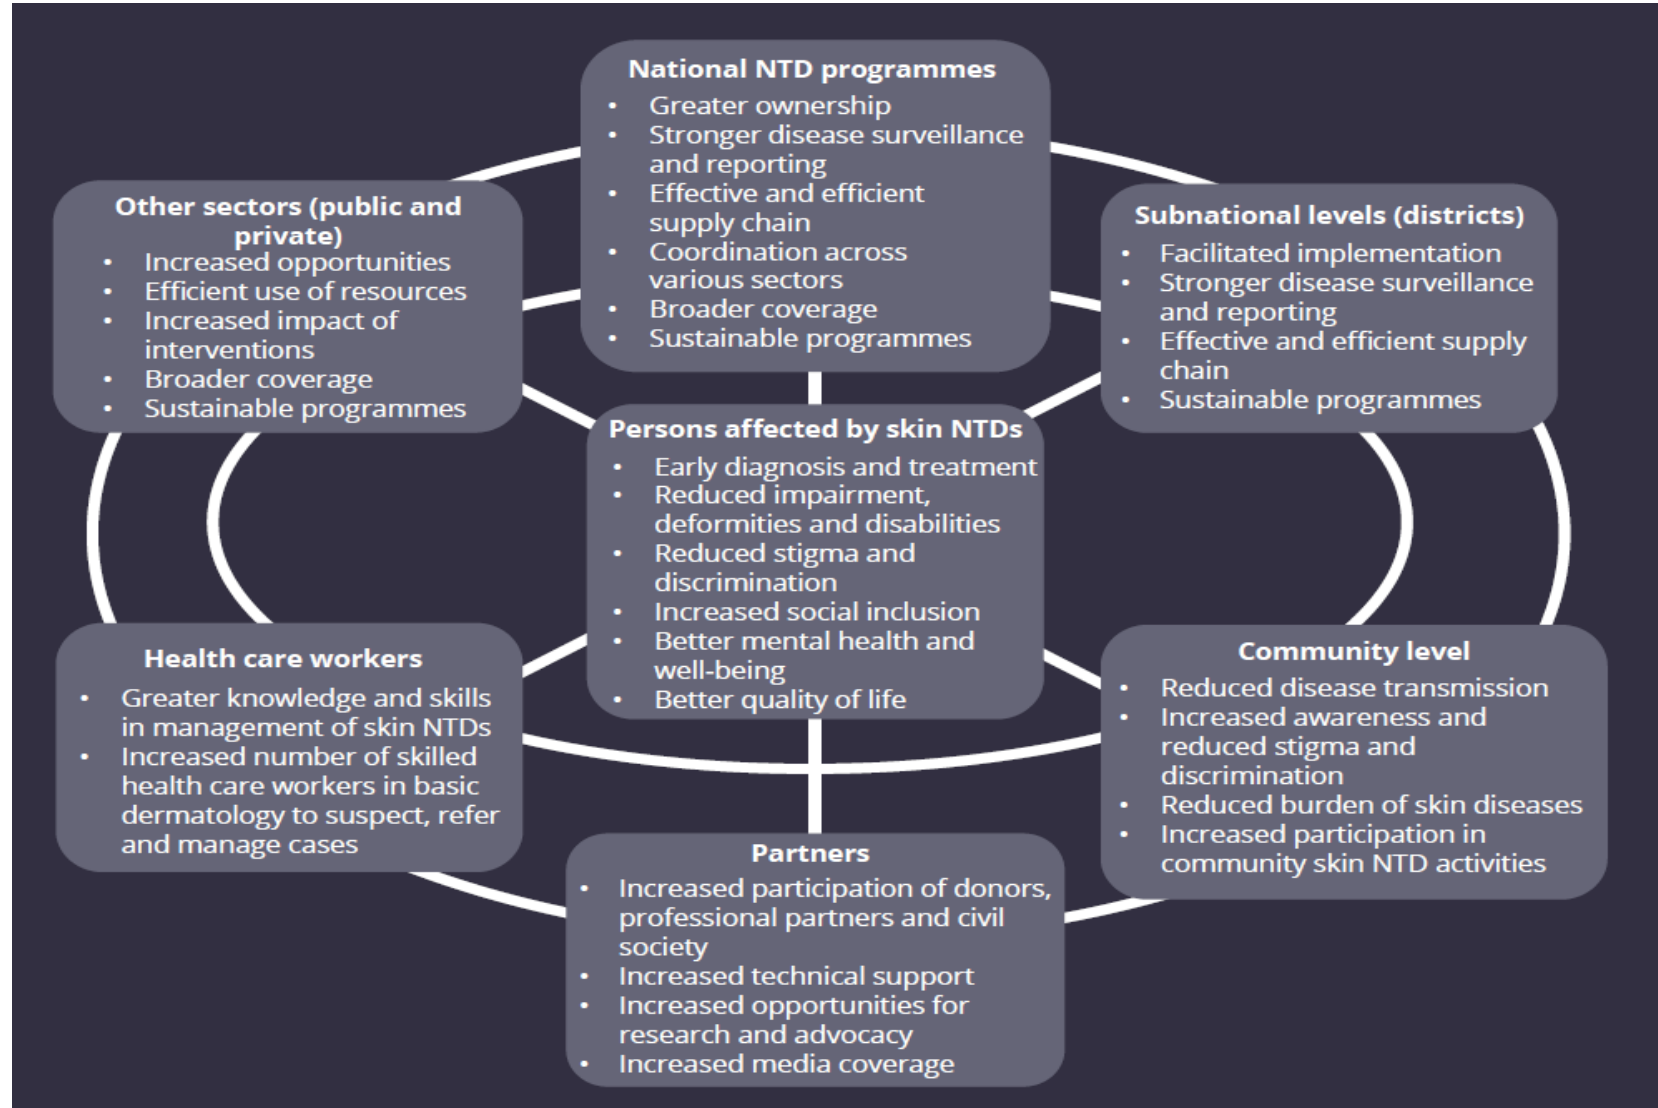 National NTD programmes
• Greater ownership
• Stronger disease surveillance
and reporting
• Effective and efficient
supply chain
• Coordination across
various sectors
• Broader coverage
• Sustainable programmes
Other sectors (public and
private)
• Increased opportunities
• Efficient use of resources
• Increased impact of
interventions
• Broader coverage
• Sustainable programmes
Subnational levels (districts)
• Facilitated implementation
• Stronger disease surveillance
and reporting
• Effective and efficient supply
chain
• Sustainable programmes
Persons affected by skin NTDs
• Early diagnosis and treatment
• Reduced impairment,
deformities and disabilities
• Reduced stigma and
discrimination
• Increased social inclusion
• Better mental health and
well-being
• Better quality of life
Health care workers
• Greater knowledge and skills
in management of skin NTDs
• Increased number of skilled
health care workers in basic
dermatology to suspect, refer
and manage cases
Community level
• Reduced disease transmission
• Increased awareness and
reduced stigma and
discrimination
• Reduced burden of skin diseases
• Increased participation in
community skin NTD activities
Partners
• Increased participation of donors,
professional partners and civil
society
• Increased technical support
• Increased opportunities for
research and advocacy
• Increased media coverage